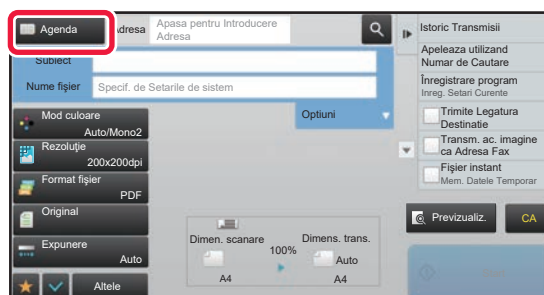 Agenda
Adresa
Apasa pentru Introducere
Adresa
Istoric Transmisii
Subiect
Apeleaza utilizand
Numar de Cautare
Nume fişier
Specif. de Setarile de sistem
Înregistrare program
Inreg. Setari Curente
Mod culoare
Auto/Mono2
Optiuni
Trimite Legatura
Destinatie
Rezoluţie
200x200dpi
Transm. ac. imagine
ca Adresa Fax
Format fişier
PDF
Fişier instant
Mem. Datele Temporar
Original
Previzualiz.
CA
Expunere
Auto
Dimen. scanare
100%
Dimens. trans.
Auto
A4
A4
Altele